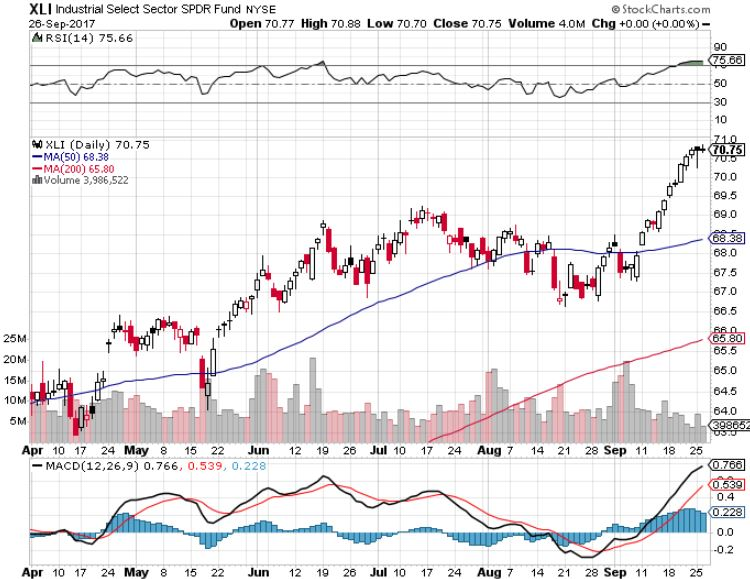 XLI Industrial Select Sector SPDR Fund NYSE © StockCharts.com
26-Sep-2017 Open 70.77 High 70.88 Low 70.70 Close 70.75 Volume 4.0M Chg +0.00 (+0.00%)
RSI(14) 75.66
90
75.66
50
30
10
XLI (Daily) 70.75
MA(50) 68.38
MA(200) 65.80
Volume 3,986,522
71.0
70.75
70.5
70.0
69.5
69.0
68.5
68.38
68.0
67.5
67.0
66.5
66.0
65.80
65.5
65.0
64.5
64.0
63.5
25M
20M
15M
10M
5M
398652
Apr 10 17 24 May 8 15 22 Jun 12 19 26 Jul 10 17 24 Aug 7 14 21 28 Sep 11 18 25
MACD(12,26,9) 0.766, 0.539, 0.228
0.766
0.539
0.4
0.228
0.0
-0.2
Apr 10 17 24 May 8 15 22 Jun 12 19 26 Jul 10 17 24 Aug 7 14 21 28 Sep 11 18 25